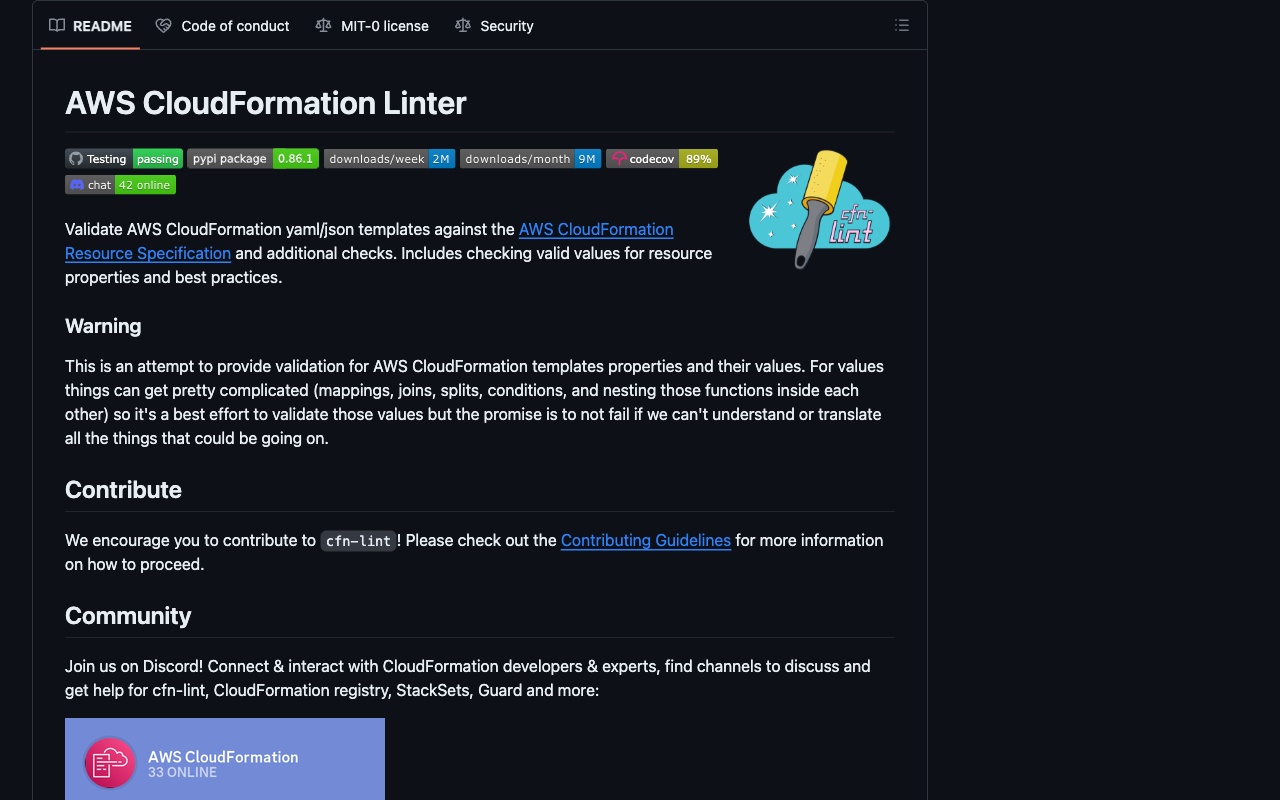 README
Code of conduct
MIT-0 license
Security
AWS CloudFormation Linter
Testing passing
pypi package 0.86.1
downloads/week 2M
downloads/month 9M
codecov 89%
chat 42 online
cfn-
lint
Validate AWS CloudFormation yaml/json templates against the AWS CloudFormation
Resource Specification and additional checks. Includes checking valid values for resource
properties and best practices.
Warning
This is an attempt to provide validation for AWS CloudFormation templates properties and their values. For values
things can get pretty complicated (mappings, joins, splits, conditions, and nesting those functions inside each
other) so it's a best effort to validate those values but the promise is to not fail if we can't understand or translate
all the things that could be going on.
Contribute
We encourage you to contribute to cfn-lint! Please check out the Contributing Guidelines for more information
on how to proceed.
Community
Join us on Discord! Connect & interact with CloudFormation developers & experts, find channels to discuss and
get help for cfn-lint, CloudFormation registry, StackSets, Guard and more:
AWS CloudFormation
33 ONLINE